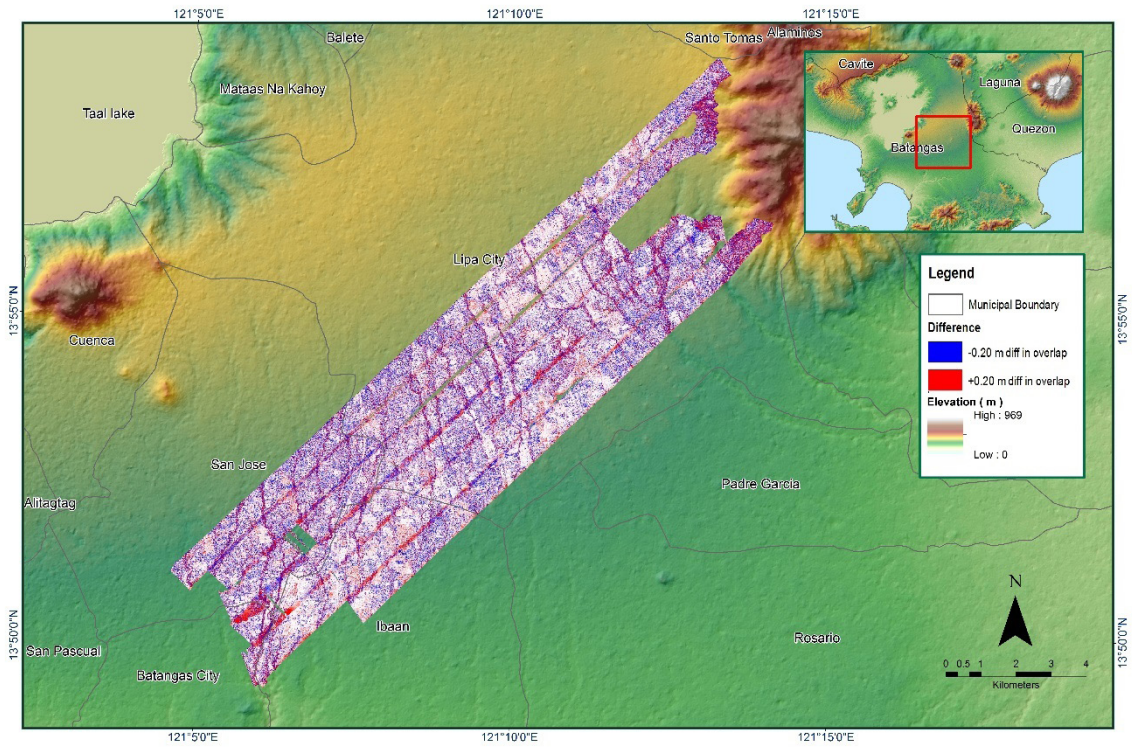 121°5'0"E
121°10'0"E
121°15'0"E
Balete
Santo Tomas
Alaminos
Mataas Na Kahoy
Taal lake
Cavite
Laguna
Quezon
Batangas
Lipa City
13°55'0"N
13°55'0"N
Cuenca
Legend
Municipal Boundary
Difference
-0.20 m diff in overlap
+0.20 m diff in overlap
Elevation ( m )
High : 969
Low : 0
San Jose
Padre Garcia
Alitagtag
Ibaan
Rosario
San Pascual
Batangas City
13°50'0"N
13°50'0"N
N
0 0.5 1 2 3 4
Kilometers
121°5'0"E
121°10'0"E
121°15'0"E